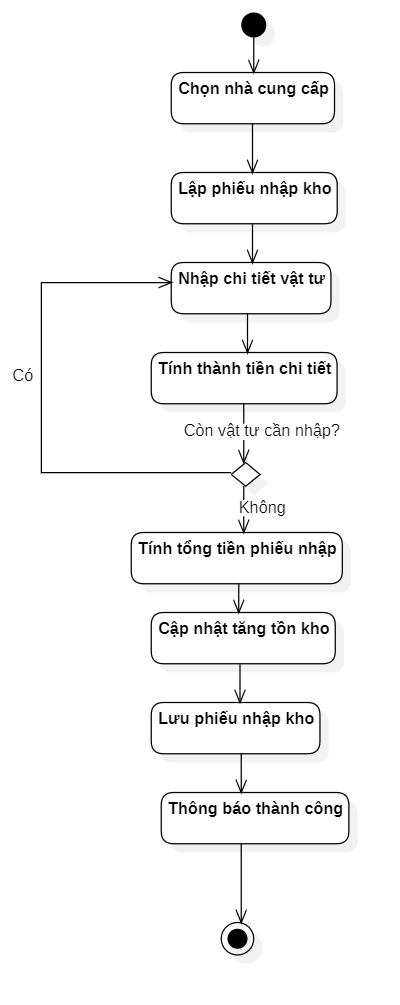 Chọn nhà cung cấp
Lập phiếu nhập kho
Nhập chi tiết vật tư
Tính thành tiền chi tiết
Có
Còn vật tư cần nhập?
Không
Tính tổng tiền phiếu nhập
Cập nhật tăng tồn kho
Lưu phiếu nhập kho
Thông báo thành công